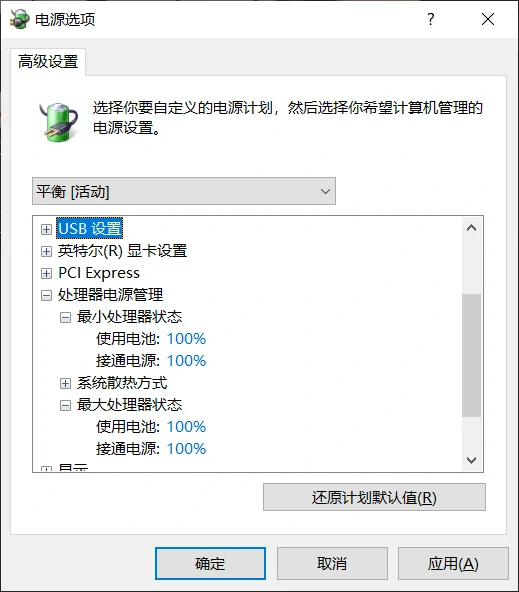 电源选项
高级设置
选择你要自定义的电源计划，然后选择你希望计算机管理的
电源设置。
平衡 [活动]
USB 设置
英特尔(R) 显卡设置
PCI Express
处理器电源管理
最小处理器状态
使用电池: 100%
接通电源: 100%
系统散热方式
最大处理器状态
使用电池: 100%
接通电源: 100%
显示
还原计划默认值(R)
确定
取消
应用(A)